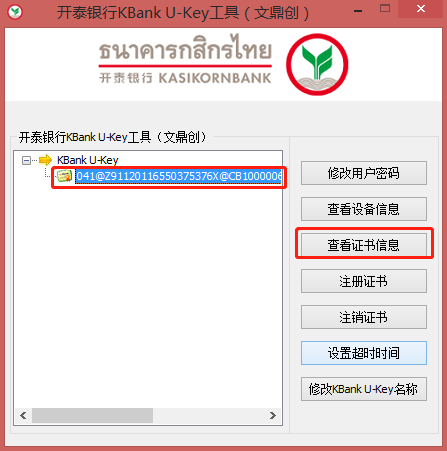 开泰银行KBank U-Key工具（文鼎创）
ธนาคารกสิกรไทย
开泰银行 KASIKORNBANK
开泰银行KBank U-Key工具（文鼎创）
KBank U-Key
041@Z911201165503753​76X@CB1000006
修改用户密码
查看设备信息
查看证书信息
注册证书
注销证书
设置超时时间
修改KBank U-Key名称